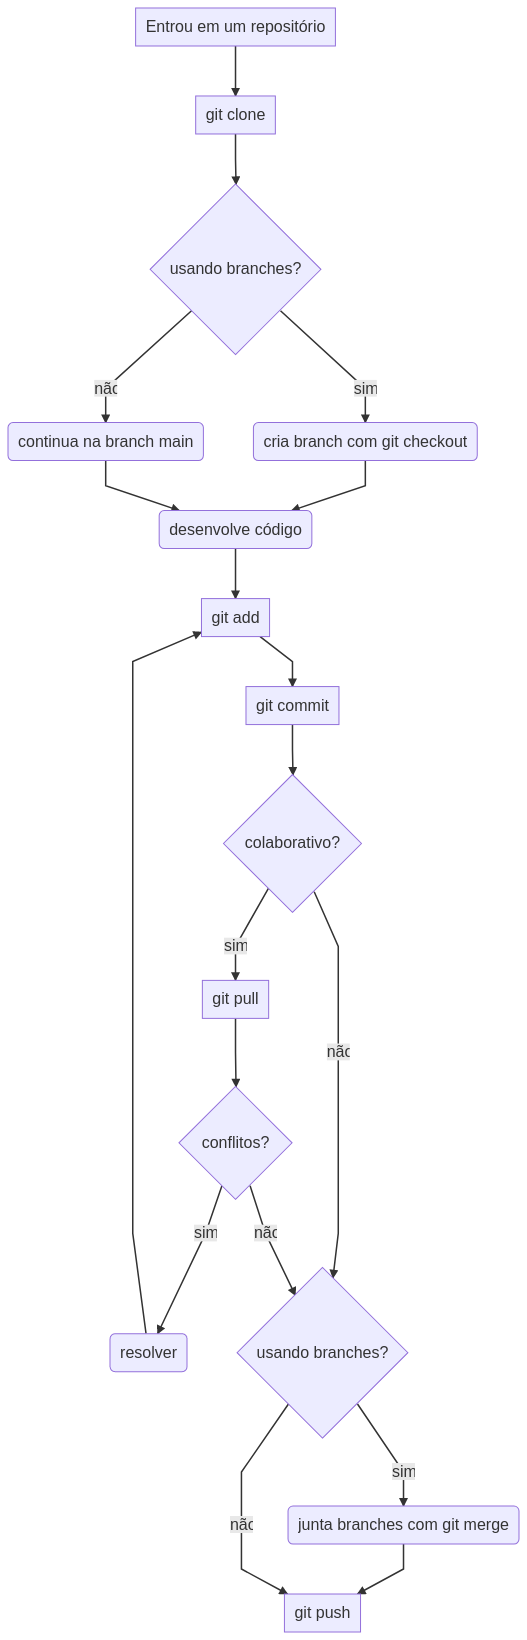 Entrou em um repositório
git clone
usando branches?
não
sim
continua na branch main
cria branch com git checkout
desenvolve código
git add
git commit
colaborativo?
sim
git pull
não
conflitos?
sim
não
resolver
usando branches?
sim
não
junta branches com git merge
git push